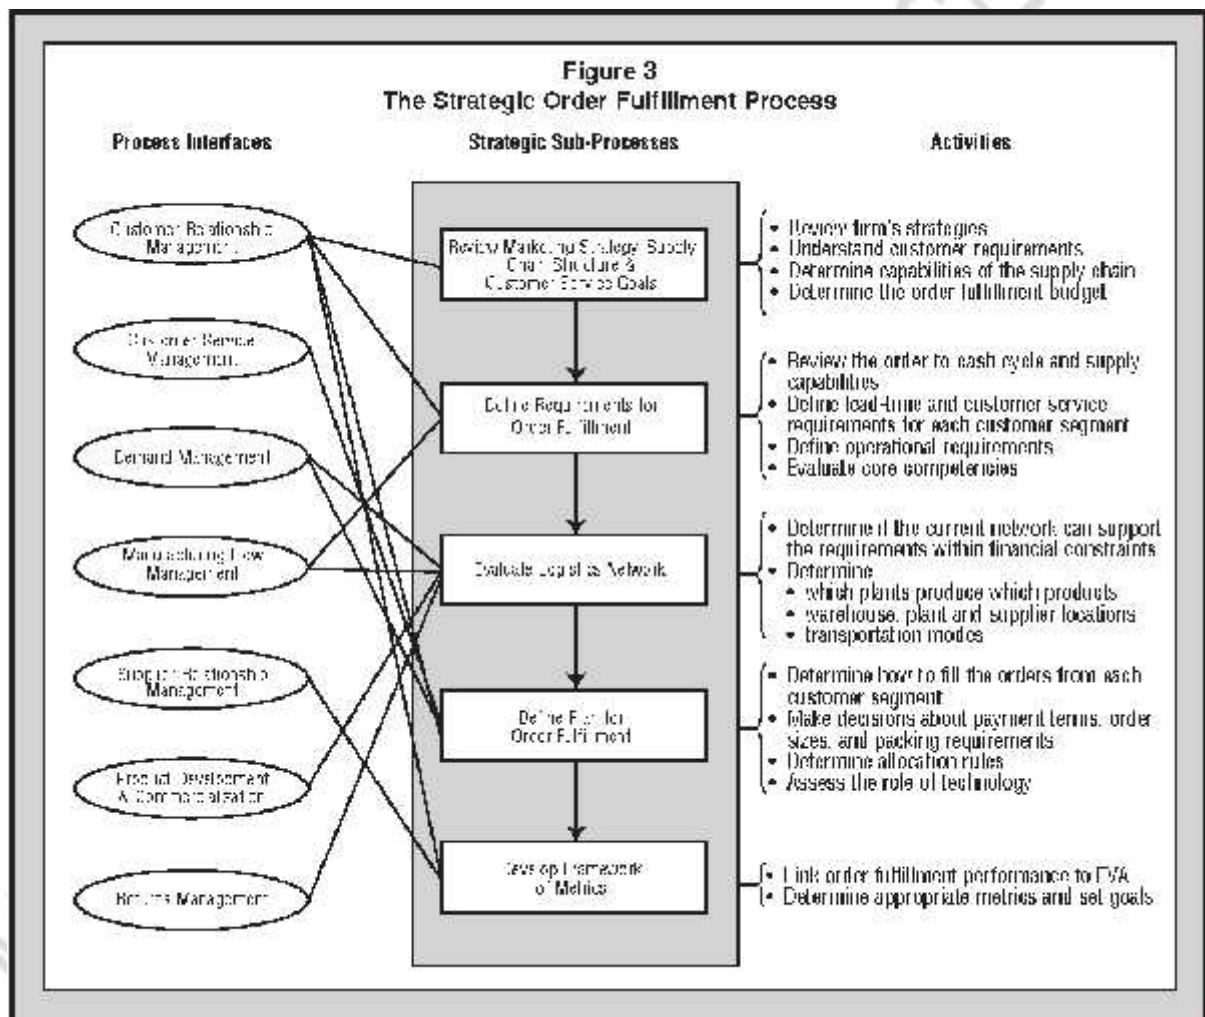 Figure 3
The Strategic Order Fulfillment Process
Process Interfaces
Strategic Sub-Processes
Activities
Customer Relationship
Management
Customer Service
Management
Demand Management
Manufacturing Flow
Management
Supplier Relationship
Management
Product Development
& Commercialization
Returns Management
Review Marketing Strategy, Supply
Chain Structure &
Customer Service Goals
Define Requirements for
Order Fulfillment
Evaluate Logistics Network
Define Plan for
Order Fulfillment
Develop Framework
of Metrics
• Review firm's strategies
• Understand customer requirements
• Determine capabilities of the supply chain
• Determine the order fulfillment budget
• Review the order to cash cycle and supply
capabilities
• Define lead-time and customer service
requirements for each customer segment
• Define operational requirements
• Evaluate core competencies
• Determine if the current network can support
the requirements within financial constraints
• Determine
• which plants produce which products
• warehouse, plant and supplier locations
• transportation modes
• Determine how to fill the orders from each
customer segment
• Make decisions about payment terms, order
sizes, and packing requirements
• Determine allocation rules
• Assess the role of technology
• Link order fulfillment performance to EVA
• Determine appropriate metrics and set goals